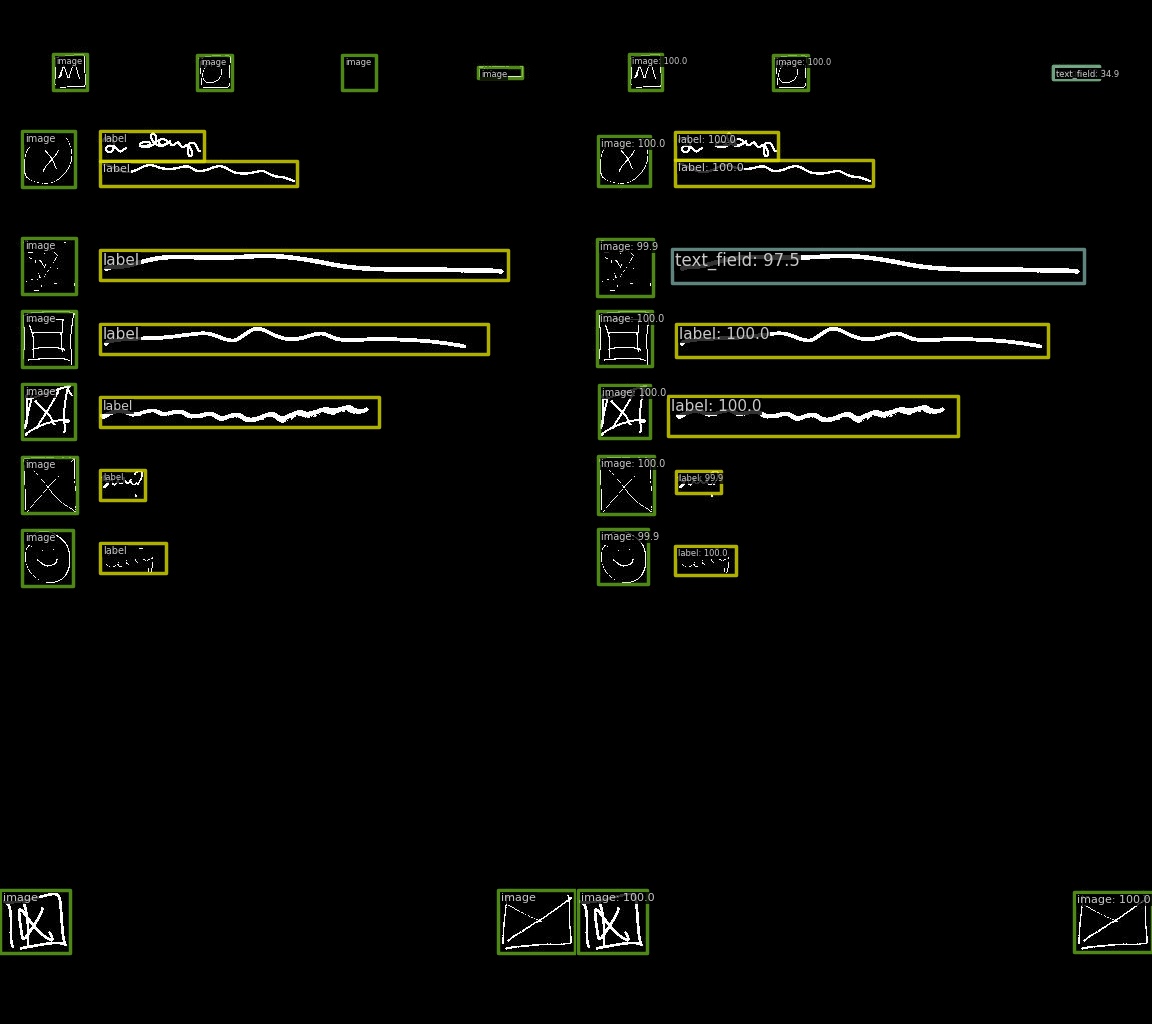 image image image image image: 100.0 image: 100.0 text_field: 34.9
image label image: 100.0 label: 100.0
label label: 100.0
image label image: 99.9 text_field: 97.5
image label image: 100.0 label: 100.0
image label image: 100.0 label: 100.0
image label image: 100.0 label: 99.9
image label image: 99.9 label: 100.0
image image image: 100.0 image: 100.0